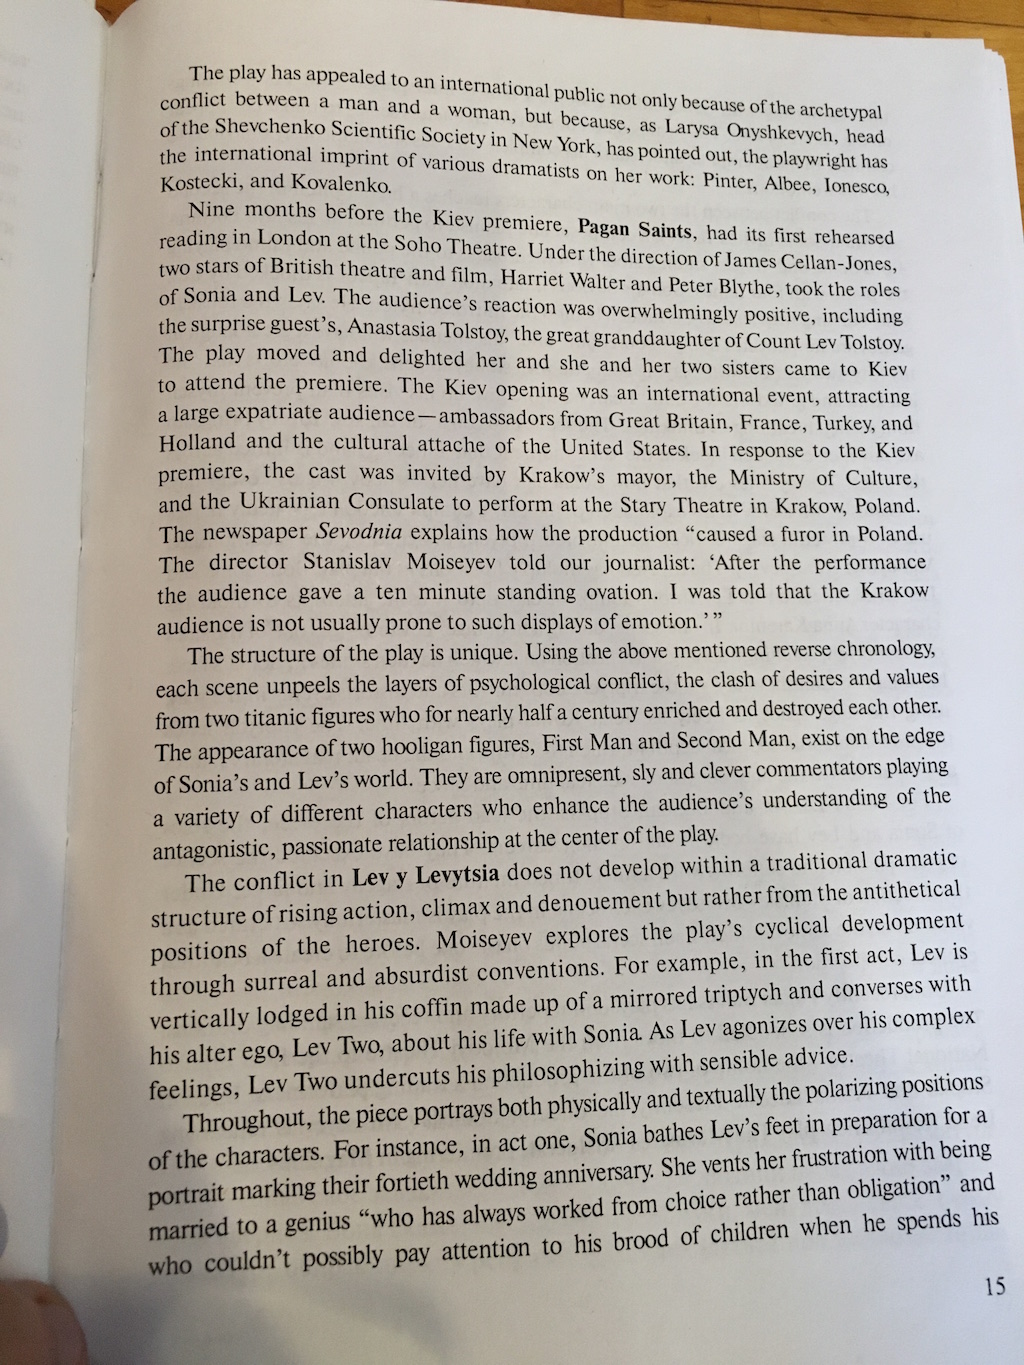 The play has appealed to an international public not only because of the archetypal
conflict between a man and a woman, but because, as Larysa Onyshkevych, head
of the Shevchenko Scientific Society in New York, has pointed out, the playwright has
the international imprint of various dramatists on her work: Pinter, Albee, Ionesco,
Kostecki, and Kovalenko.
Nine months before the Kiev premiere, Pagan Saints, had its first rehearsed
reading in London at the Soho Theatre. Under the direction of James Cellan-Jones,
two stars of British theatre and film, Harriet Walter and Peter Blythe, took the roles
of Sonia and Lev. The audience's reaction was overwhelmingly positive, including
the surprise guest's, Anastasia Tolstoy, the great granddaughter of Count Lev Tolstoy.
The play moved and delighted her and she and her two sisters came to Kiev
to attend the premiere. The Kiev opening was an international event, attracting
a large expatriate audience—ambassadors from Great Britain, France, Turkey, and
Holland and the cultural attache of the United States. In response to the Kiev
premiere, the cast was invited by Krakow's mayor, the Ministry of Culture,
and the Ukrainian Consulate to perform at the Stary Theatre in Krakow, Poland.
The newspaper Sevodnia explains how the production "caused a furor in Poland.
The director Stanislav Moiseyev told our journalist: 'After the performance
the audience gave a ten minute standing ovation. I was told that the Krakow
audience is not usually prone to such displays of emotion.'"
The structure of the play is unique. Using the above mentioned reverse chronology,
each scene unpeels the layers of psychological conflict, the clash of desires and values
from two titanic figures who for nearly half a century enriched and destroyed each other.
The appearance of two hooligan figures, First Man and Second Man, exist on the edge
of Sonia's and Lev's world. They are omnipresent, sly and clever commentators playing
a variety of different characters who enhance the audience's understanding of the
antagonistic, passionate relationship at the center of the play.
The conflict in Lev y Levytsia does not develop within a traditional dramatic
structure of rising action, climax and denouement but rather from the antithetical
positions of the heroes. Moiseyev explores the play's cyclical development
through surreal and absurdist conventions. For example, in the first act, Lev is
vertically lodged in his coffin made up of a mirrored triptych and converses with
his alter ego, Lev Two, about his life with Sonia. As Lev agonizes over his complex
feelings, Lev Two undercuts his philosophizing with sensible advice.
Throughout, the piece portrays both physically and textually the polarizing positions
of the characters. For instance, in act one, Sonia bathes Lev's feet in preparation for a
portrait marking their fortieth wedding anniversary. She vents her frustration with being
married to a genius "who has always worked from choice rather than obligation" and
who couldn't possibly pay attention to his brood of children when he spends his
15